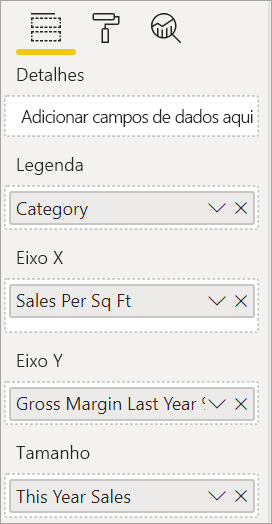 Detalhes
Adicionar campos de dados aqui
Legenda
Category
Eixo X
Sales Per Sq Ft
Eixo Y
Gross Margin Last Year
Tamanho
This Year Sales